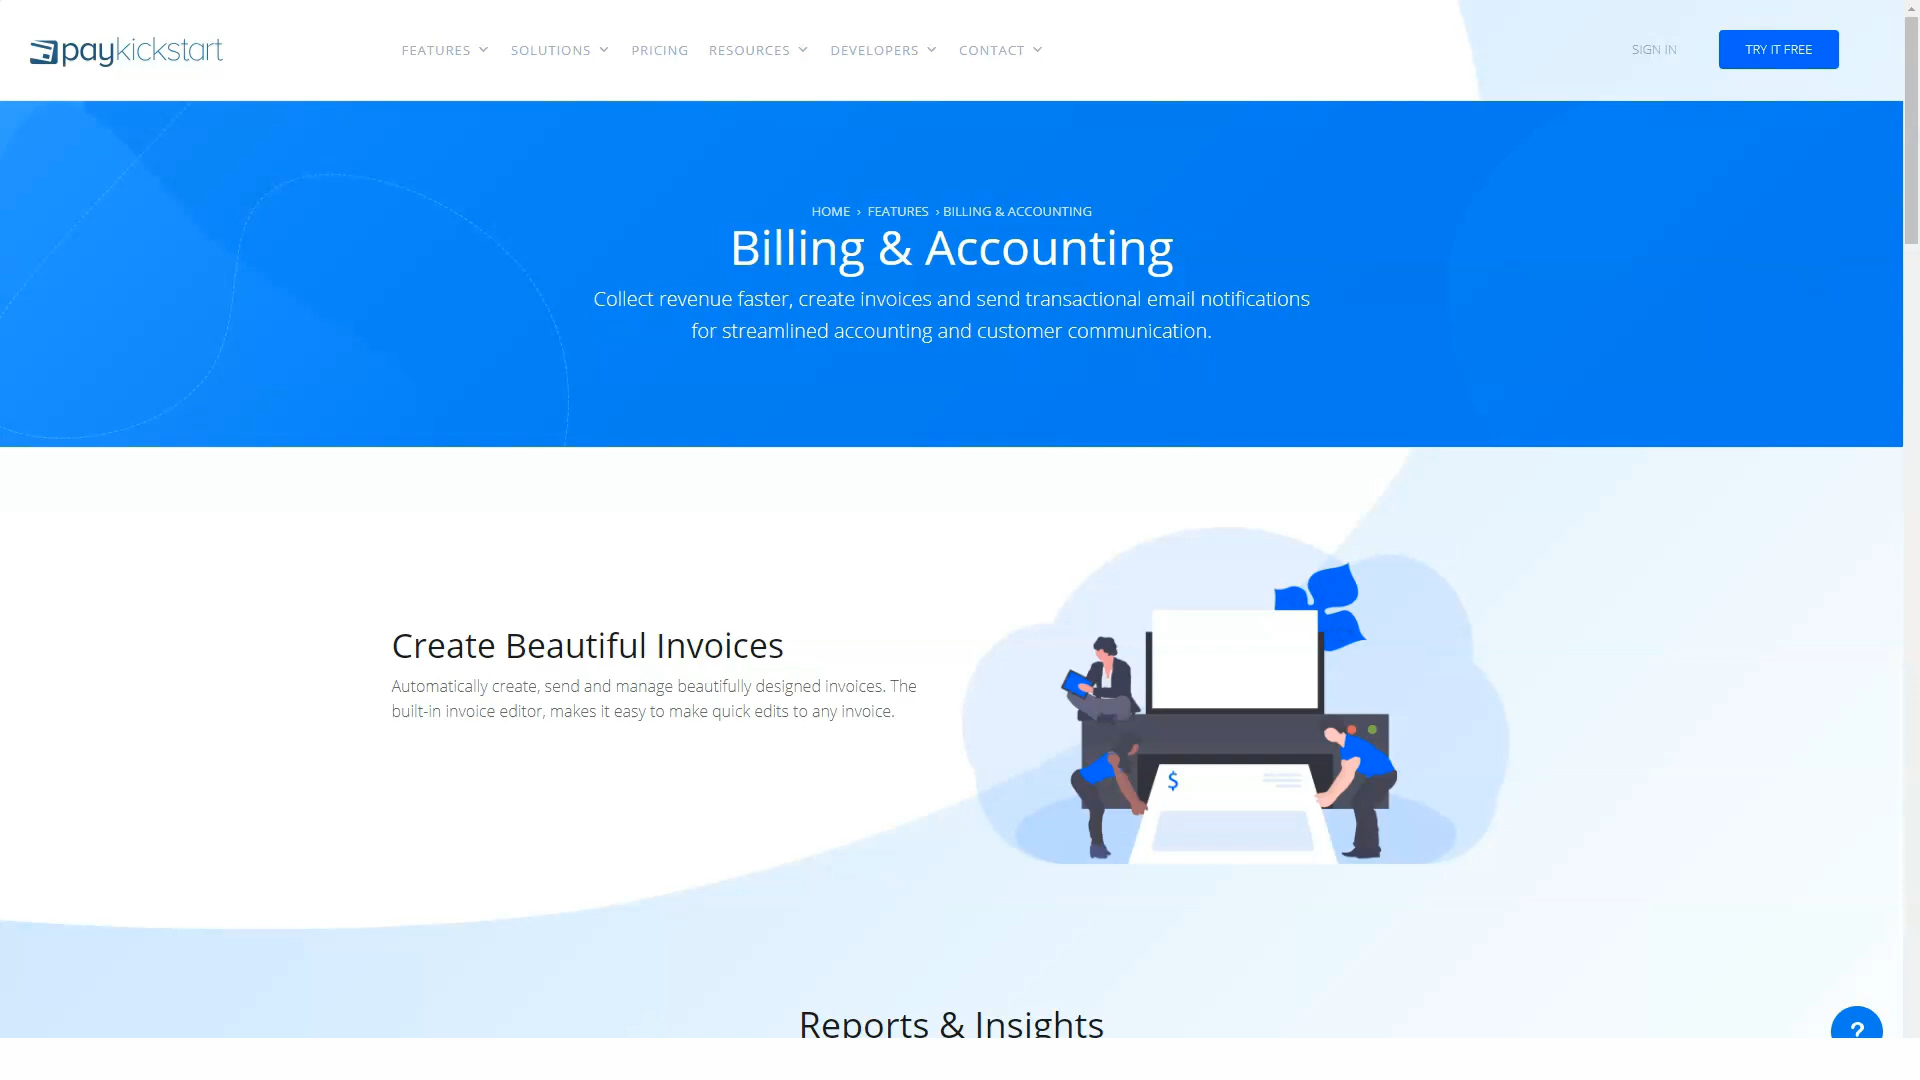 paykickstart
FEATURES
SOLUTIONS
PRICING
RESOURCES
DEVELOPERS
CONTACT
SIGN IN
TRY IT FREE
HOME › FEATURES › BILLING & ACCOUNTING
Billing & Accounting
Collect revenue faster, create invoices and send transactional email notifications
for streamlined accounting and customer communication.
Create Beautiful Invoices
Automatically create, send and manage beautifully designed invoices. The
built-in invoice editor, makes it easy to make quick edits to any invoice.
$
Reports & Insights
?